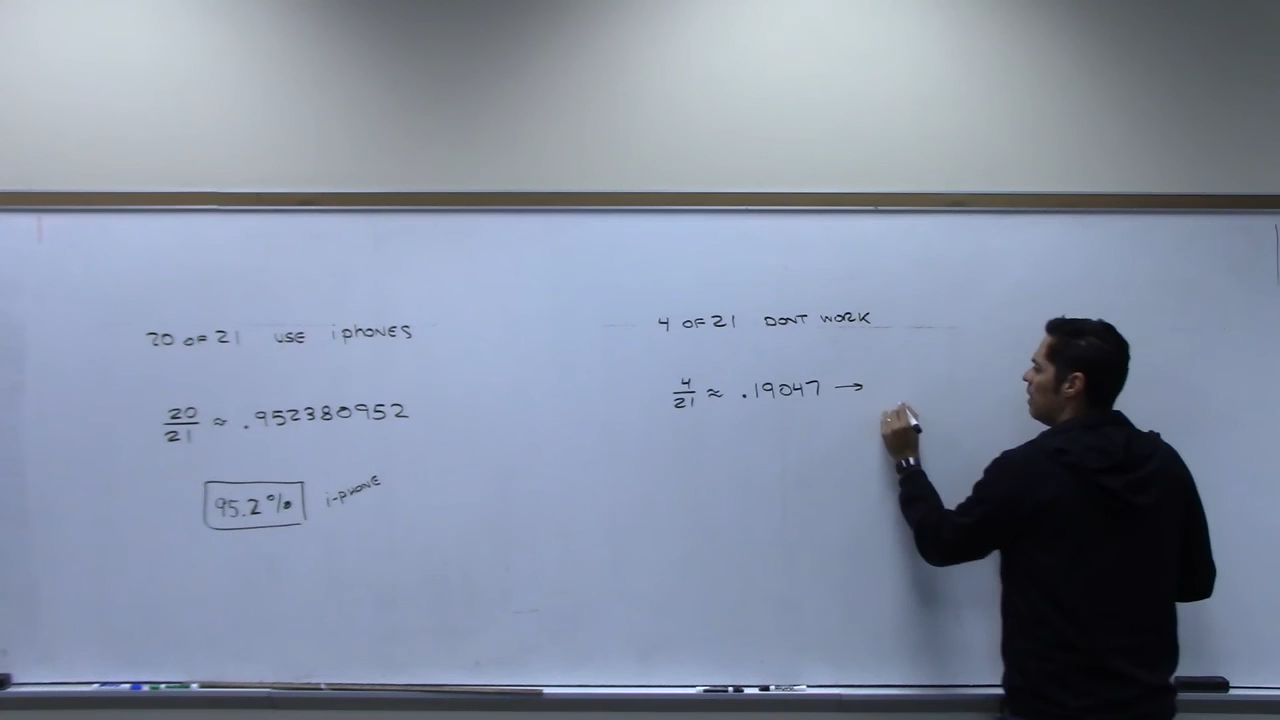 20 OF 21 USE iphones
20/21 ≈ .952380952
95.2% i-phone
4 OF 21 DONT WORK
4/21 ≈ .19047 →